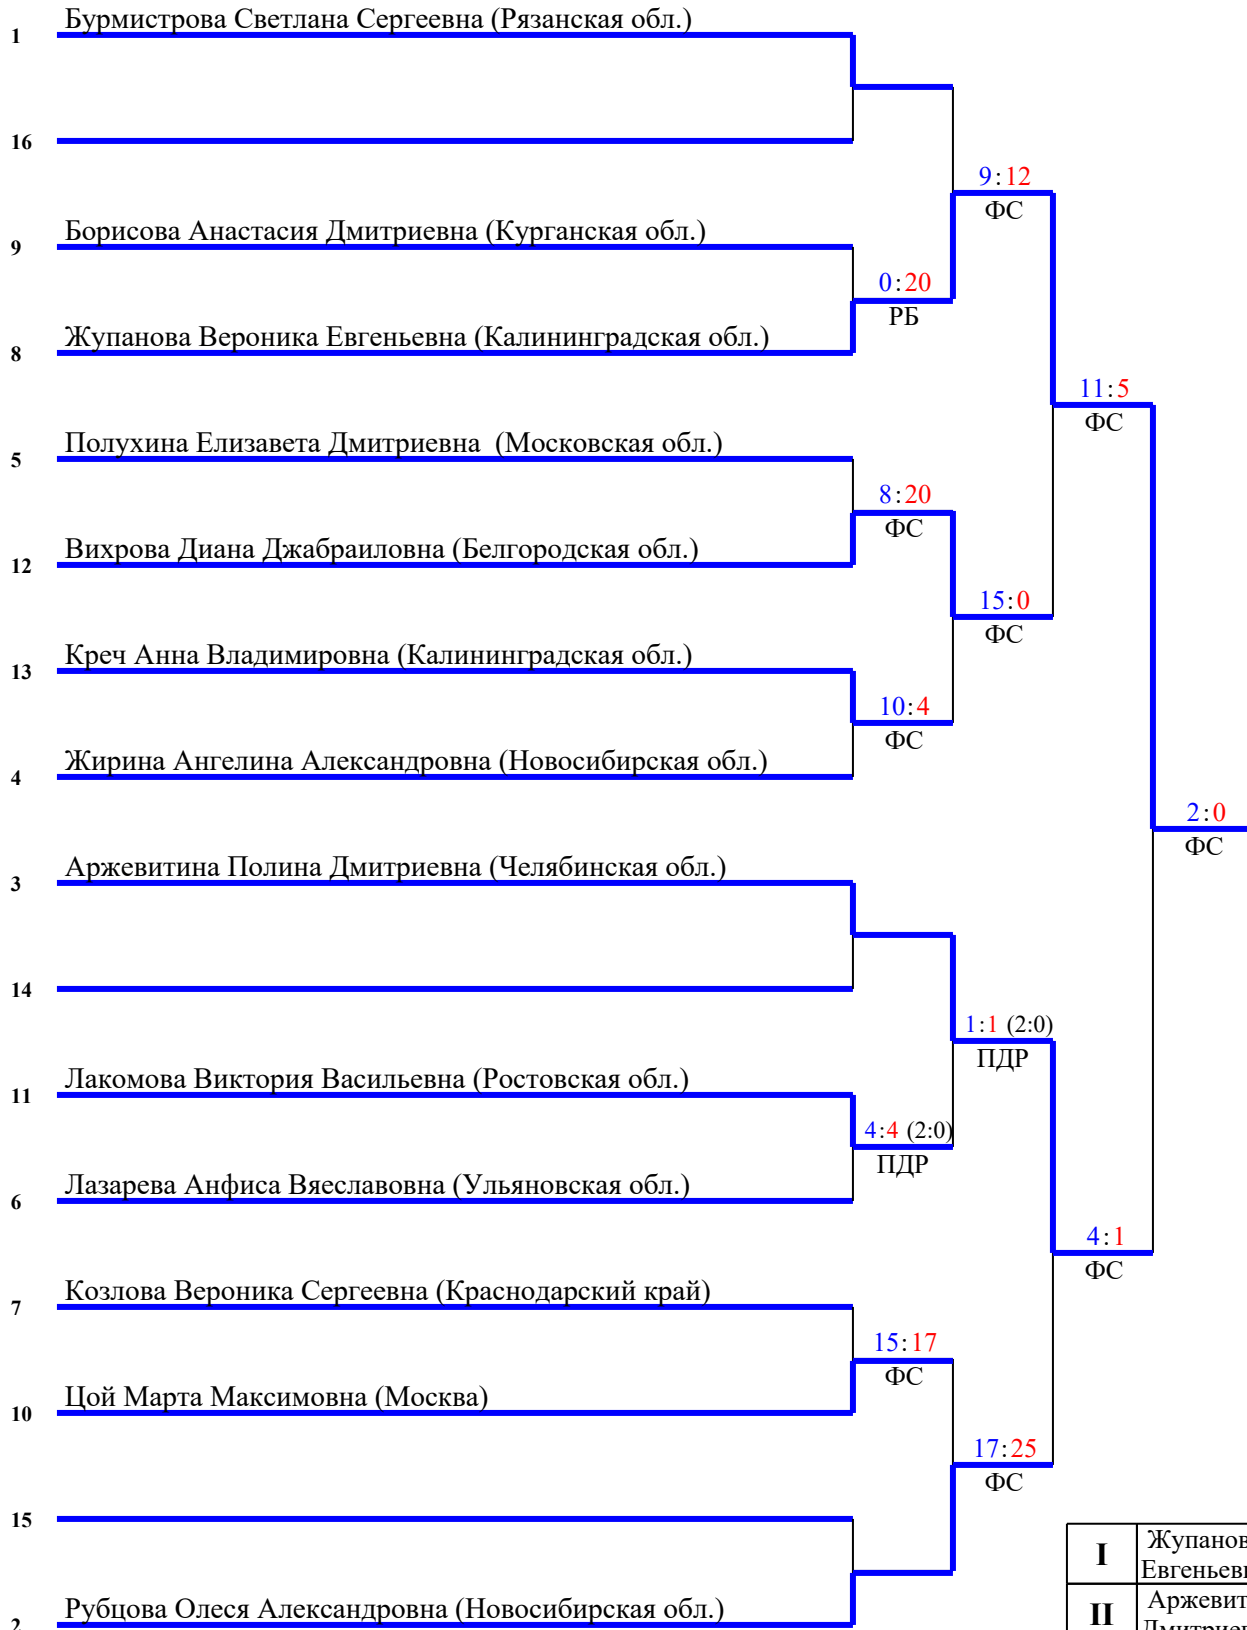 Бурмистрова Светлана Сергеевна (Рязанская обл.)
1
16
9:12
ФС
Борисова Анастасия Дмитриевна (Курганская обл.)
9
0:20
РБ
Жупанова Вероника Евгеньевна (Калининградская обл.)
8
11:5
ФС
Полухина Елизавета Дмитриевна (Московская обл.)
5
8:20
ФС
Вихрова Диана Джабраиловна (Белгородская обл.)
12
15:0
ФС
Креч Анна Владимировна (Калининградская обл.)
13
10:4
ФС
Жирина Ангелина Александровна (Новосибирская обл.)
4
2:0
ФС
Аржевитина Полина Дмитриевна (Челябинская обл.)
3
14
1:1 (2:0)
ПДР
Лакомова Виктория Васильевна (Ростовская обл.)
11
4:4 (2:0)
ПДР
Лазарева Анфиса Вяеславовна (Ульяновская обл.)
6
4:1
ФС
Козлова Вероника Сергеевна (Краснодарский край)
7
15:17
ФС
Цой Марта Максимовна (Москва)
10
17:25
ФС
15
I
Жупанов
Евгеньевн
Рубцова Олеся Александровна (Новосибирская обл.)
2
II
Аржевит
Дмитриев